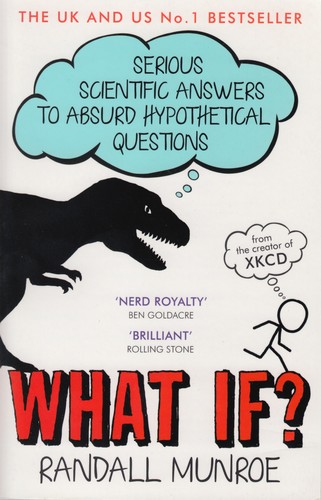 THE UK AND US No.1 BESTSELLER
SERIOUS
SCIENTIFIC ANSWERS
TO ABSURD HYPOTHETICAL
QUESTIONS
from
the creator of
XKCD
'NERD ROYALTY'
BEN GOLDACRE
'BRILLIANT'
ROLLING STONE
WHAT IF?
RANDALL MUNROE